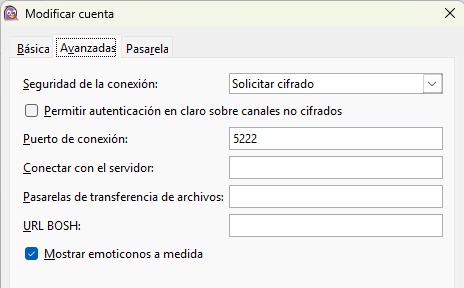 Modificar cuenta
Básica Avanzadas Pasarela
Seguridad de la conexión: Solicitar cifrado
Permitir autenticación en claro sobre canales no cifrados
Puerto de conexión: 5222
Conectar con el servidor:
Pasarelas de transferencia de archivos:
URL BOSH:
Mostrar emoticonos a medida